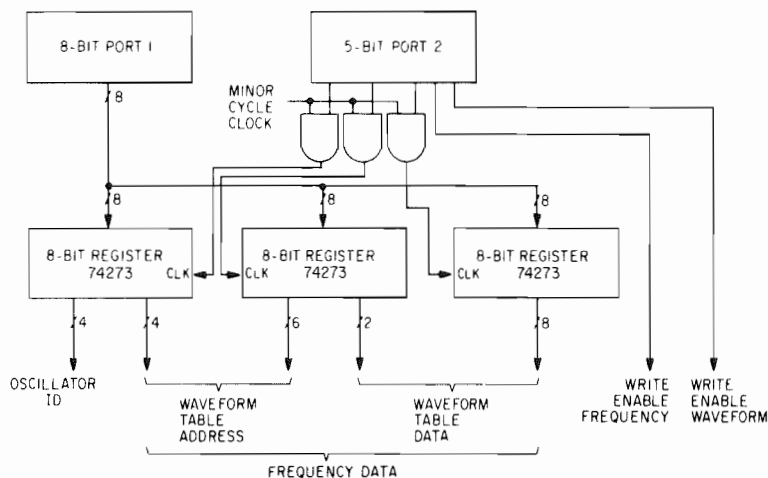 8-BIT PORT 1
5-BIT PORT 2
MINOR
CYCLE
CLOCK
8
8
8
8
8-BIT REGISTER
74273
CLK
8-BIT REGISTER
74273
CLK
8-BIT REGISTER
74273
CLK
4
4
6
2
8
OSCILLATOR
ID
WAVEFORM
TABLE
ADDRESS
WAVEFORM
TABLE
DATA
WRITE
ENABLE
FREQUENCY
WRITE
ENABLE
WAVEFORM
FREQUENCY DATA